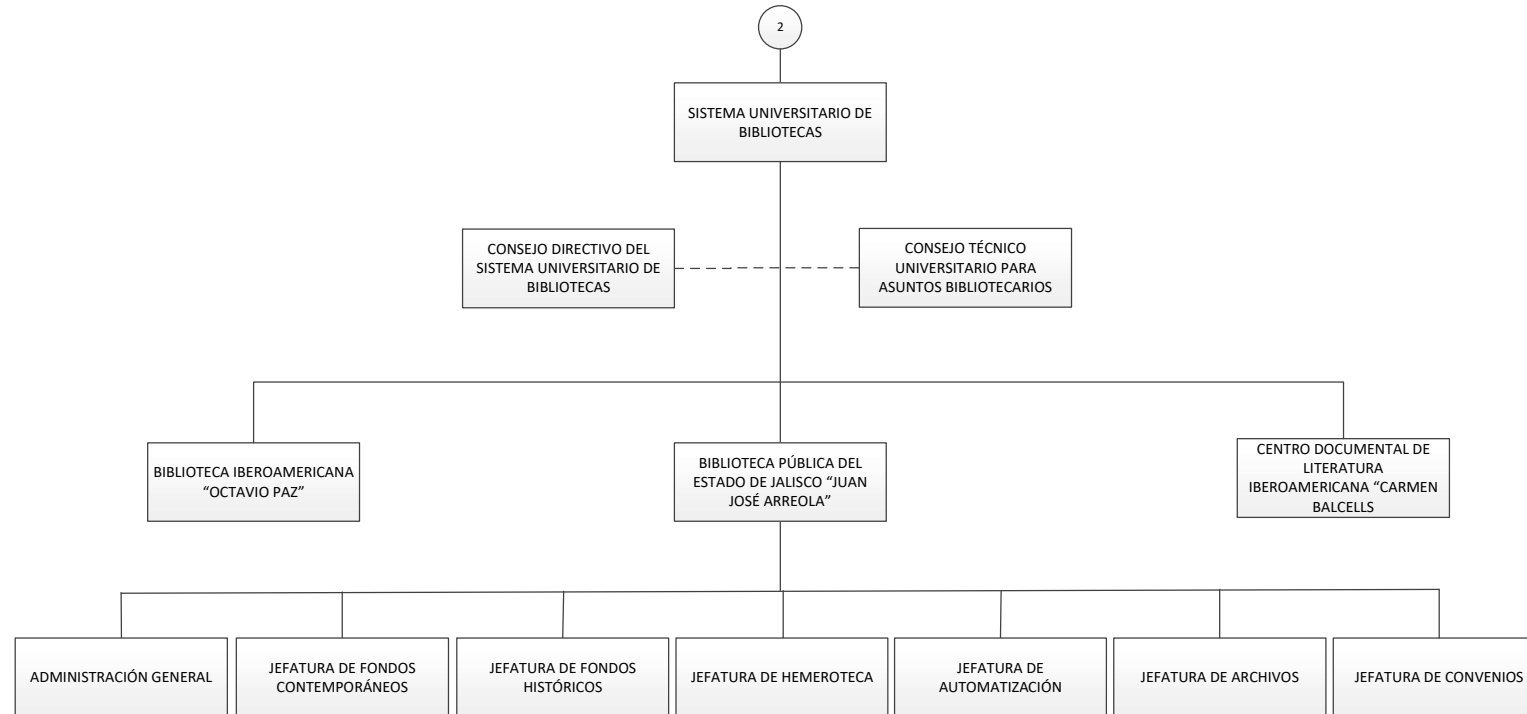 2
SISTEMA UNIVERSITARIO DE
BIBLIOTECAS
CONSEJO DIRECTIVO DEL
SISTEMA UNIVERSITARIO DE
BIBLIOTECAS
CONSEJO TÉCNICO
UNIVERSITARIO PARA
ASUNTOS BIBLIOTECARIOS
BIBLIOTECA IBEROAMERICANA
“OCTAVIO PAZ”
BIBLIOTECA PÚBLICA DEL
ESTADO DE JALISCO “JUAN
JOSÉ ARREOLA”
CENTRO DOCUMENTAL DE
LITERATURA
IBEROAMERICANA “CARMEN
BALCELLS
ADMINISTRACIÓN GENERAL
JEFATURA DE FONDOS
CONTEMPORÁNEOS
JEFATURA DE FONDOS
HISTÓRICOS
JEFATURA DE HEMEROTECA
JEFATURA DE
AUTOMATIZACIÓN
JEFATURA DE ARCHIVOS
JEFATURA DE CONVENIOS